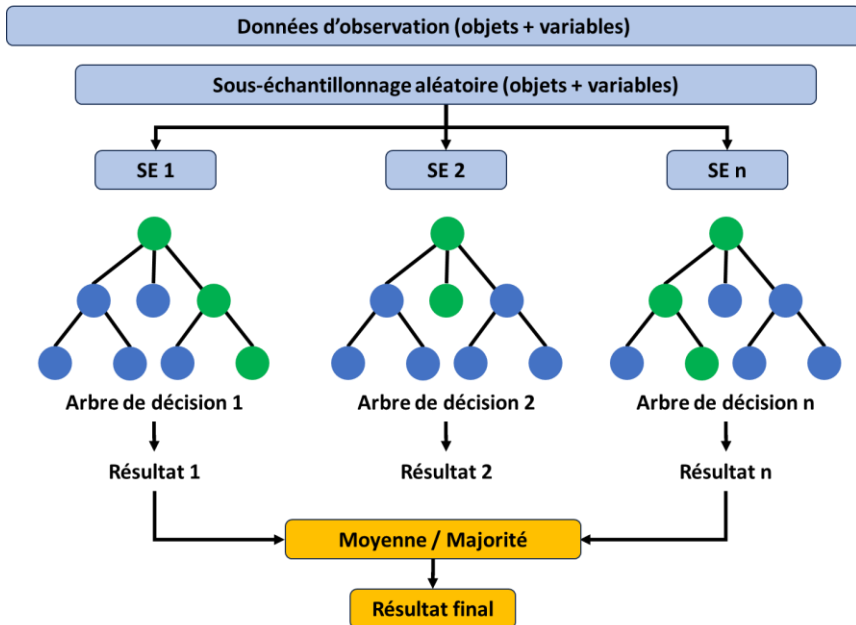 Données d'observation (objets + variables)
Sous-échantillonnage aléatoire (objets + variables)
SE 1
SE 2
SE n
Arbre de décision 1
Arbre de décision 2
Arbre de décision n
Résultat 1
Résultat 2
Résultat n
Moyenne / Majorité
Résultat final